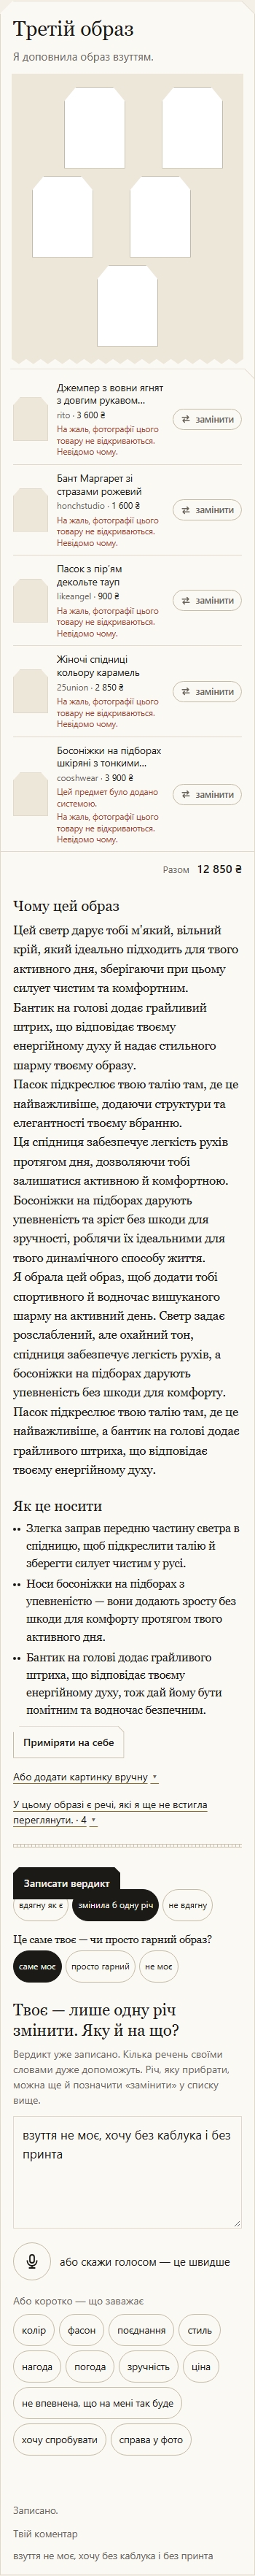 Третій образ
Я доповнила образ взуттям.
Джемпер з вовни ягнят
з довгим рукавом...
rito · 3 600 ₴
На жаль, фотографії цього
товару не відкриваються.
Невідомо чому.
замінити
Бант Маргарет зі
стразами рожевий
honchstudio · 1 600 ₴
На жаль, фотографії цього
товару не відкриваються.
Невідомо чому.
замінити
Пасок з пір'ям
декольте тауп
likeangel · 900 ₴
На жаль, фотографії цього
товару не відкриваються.
Невідомо чому.
замінити
Жіночі спідниці
кольору карамель
25union · 2 850 ₴
На жаль, фотографії цього
товару не відкриваються.
Невідомо чому.
замінити
Босоніжки на підборах
шкіряні з тонкими...
cooshwear · 3 900 ₴
Цей предмет було додано
системою.
На жаль, фотографії цього
товару не відкриваються.
Невідомо чому.
замінити
Разом 12 850 ₴
Чому цей образ
Цей светр дарує тобі м'який, вільний
крій, який ідеально підходить для твого
активного дня, зберігаючи при цьому
силует чистим та комфортним.
Бантик на голові додає грайливий
штрих, що відповідає твоєму
енергійному духу й надає стильного
шарму твоєму образу.
Пасок підкреслює твою талію там, де це
найважливіше, додаючи структури та
елегантності твоєму вбранню.
Ця спідниця забезпечує легкість рухів
протягом дня, дозволяючи тобі
залишатися активною й комфортною.
Босоніжки на підборах дарують
упевненість та зріст без шкоди для
зручності, роблячи їх ідеальними для
твого динамічного способу життя.
Я обрала цей образ, щоб додати тобі
спортивного й водночас вишуканого
шарму на активний день. Светр задає
розслаблений, але охайний тон,
спідниця забезпечує легкість рухів, а
босоніжки на підборах дарують
упевненість без шкоди для комфорту.
Пасок підкреслює твою талію там, де це
найважливіше, а бантик на голові додає
грайливого штриха, що відповідає
твоєму енергійному духу.
Як це носити
Злегка заправ передню частину светра в
спідницю, щоб підкреслити талію й
зберегти силует чистим у русі.
Носи босоніжки на підборах з
упевненістю — вони додають зросту без
шкоди для комфорту протягом твого
активного дня.
Бантик на голові додає грайливого
штриха, що відповідає твоєму
енергійному духу, тож дай йому бути
помітним та водночас безпечним.
Приміряти на себе
Або додати картинку вручну
У цьому образі є речі, які я ще не встигла
переглянути. · 4
Записати вердикт
вдягну як є
змінила б одну річ
не вдягну
Це саме твоє — чи просто гарний образ?
саме моє
просто гарний
не моє
Твоє — лише одну річ
змінити. Яку й на що?
Вердикт уже записано. Кілька речень своїми
словами дуже допоможуть. Річ, яку прибрати,
можна ще й позначити «замінити» у списку
вище.
взуття не моє, хочу без каблука і без
принта
або скажи голосом — це швидше
Або коротко — що заважає
колір
фасон
поєднання
стиль
нагода
погода
зручність
ціна
не впевнена, що на мені так буде
хочу спробувати
справа у фото
Записано.
Твій коментар
взуття не моє, хочу без каблука і без принта